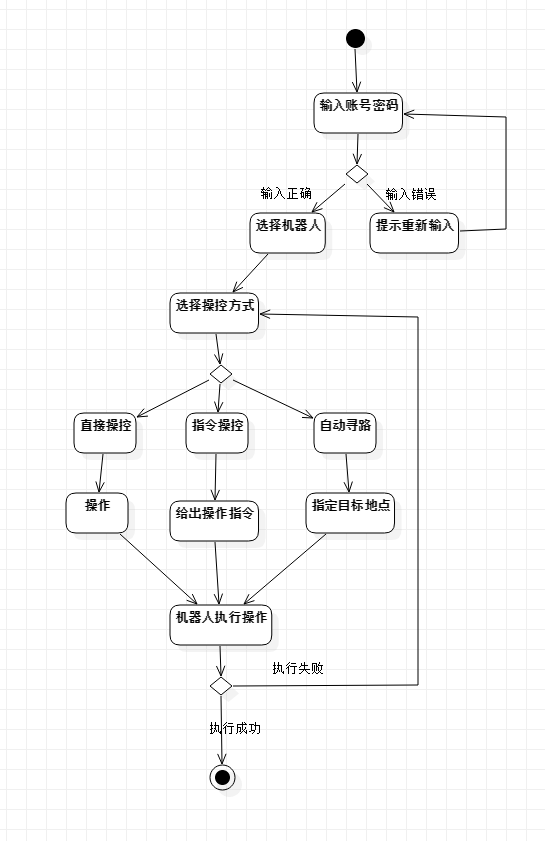 输入账号密码
输入正确
输入错误
选择机器人
提示重新输入
选择操控方式
直接操控
指令操控
自动寻路
操作
给出操作指令
指定目标地点
机器人执行操作
执行失败
执行成功